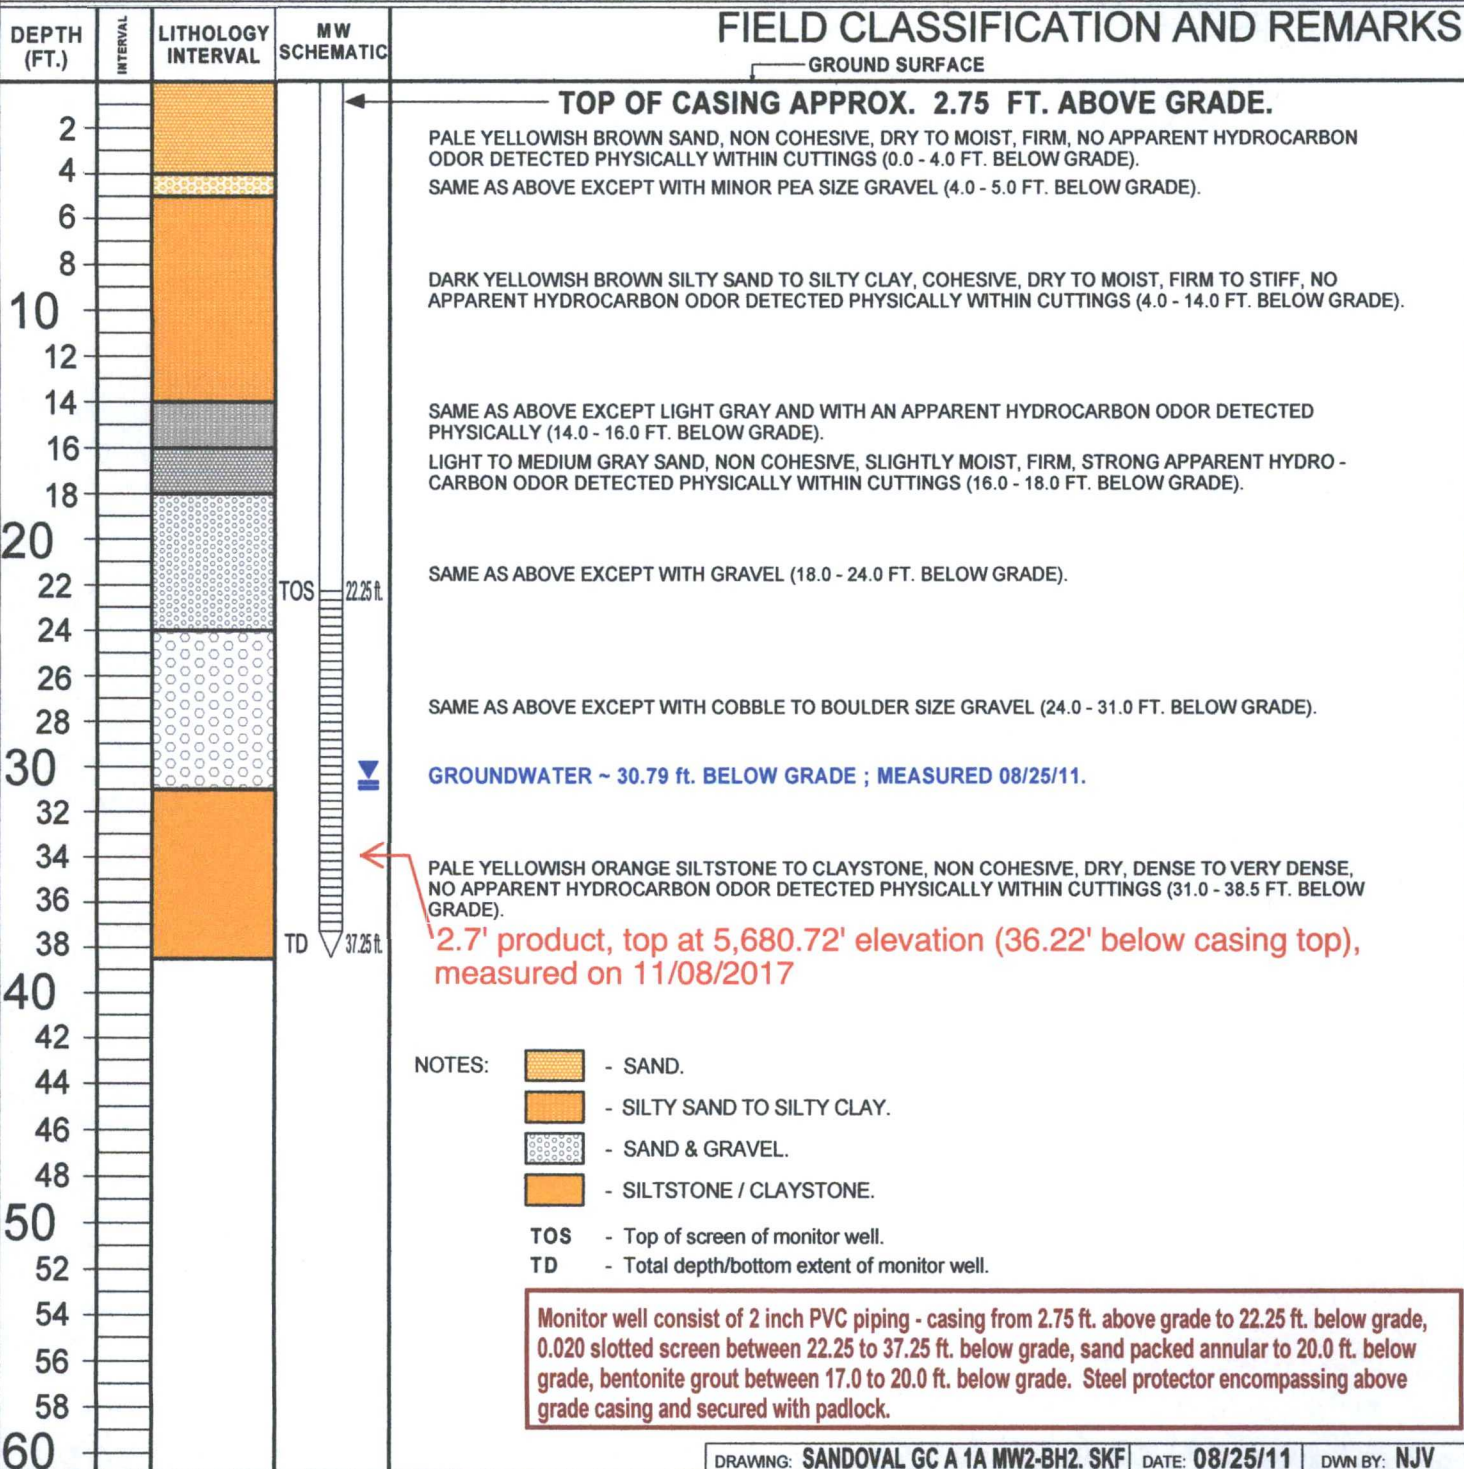 FIELD CLASSIFICATION AND REMARKS
DEPTH (FT.)
INTERVAL
LITHOLOGY INTERVAL
MW SCHEMATIC
GROUND SURFACE
TOP OF CASING APPROX. 2.75 FT. ABOVE GRADE.
2
PALE YELLOWISH BROWN SAND, NON COHESIVE, DRY TO MOIST, FIRM, NO APPARENT HYDROCARBON
ODOR DETECTED PHYSICALLY WITHIN CUTTINGS (0.0 - 4.0 FT. BELOW GRADE).
4
SAME AS ABOVE EXCEPT WITH MINOR PEA SIZE GRAVEL (4.0 - 5.0 FT. BELOW GRADE).
6
8
DARK YELLOWISH BROWN SILTY SAND TO SILTY CLAY, COHESIVE, DRY TO MOIST, FIRM TO STIFF, NO
APPARENT HYDROCARBON ODOR DETECTED PHYSICALLY WITHIN CUTTINGS (4.0 - 14.0 FT. BELOW GRADE).
10
12
14
SAME AS ABOVE EXCEPT LIGHT GRAY AND WITH AN APPARENT HYDROCARBON ODOR DETECTED
PHYSICALLY (14.0 - 16.0 FT. BELOW GRADE).
16
LIGHT TO MEDIUM GRAY SAND, NON COHESIVE, SLIGHTLY MOIST, FIRM, STRONG APPARENT HYDRO -
CARBON ODOR DETECTED PHYSICALLY WITHIN CUTTINGS (16.0 - 18.0 FT. BELOW GRADE).
18
20
SAME AS ABOVE EXCEPT WITH GRAVEL (18.0 - 24.0 FT. BELOW GRADE).
22
TOS 22.25 ft.
24
26
SAME AS ABOVE EXCEPT WITH COBBLE TO BOULDER SIZE GRAVEL (24.0 - 31.0 FT. BELOW GRADE).
28
30
GROUNDWATER ~ 30.79 ft. BELOW GRADE ; MEASURED 08/25/11.
32
34
PALE YELLOWISH ORANGE SILTSTONE TO CLAYSTONE, NON COHESIVE, DRY, DENSE TO VERY DENSE,
NO APPARENT HYDROCARBON ODOR DETECTED PHYSICALLY WITHIN CUTTINGS (31.0 - 38.5 FT. BELOW
GRADE).
36
38
TD 37.25 ft.
2.7' product, top at 5,680.72' elevation (36.22' below casing top),
measured on 11/08/2017
40
42
44
46
48
50
52
54
56
58
60
NOTES:
- SAND.
- SILTY SAND TO SILTY CLAY.
- SAND & GRAVEL.
- SILTSTONE / CLAYSTONE.
TOS - Top of screen of monitor well.
TD - Total depth/bottom extent of monitor well.
Monitor well consist of 2 inch PVC piping - casing from 2.75 ft. above grade to 22.25 ft. below grade,
0.020 slotted screen between 22.25 to 37.25 ft. below grade, sand packed annular to 20.0 ft. below
grade, bentonite grout between 17.0 to 20.0 ft. below grade. Steel protector encompassing above
grade casing and secured with padlock.
DRAWING: SANDOVAL GC A 1A MW2-BH2. SKF DATE: 08/25/11 DWN BY: NJV